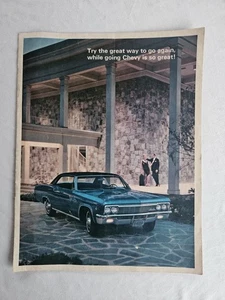 Try the great way to go again,
while going Chevy is so great!